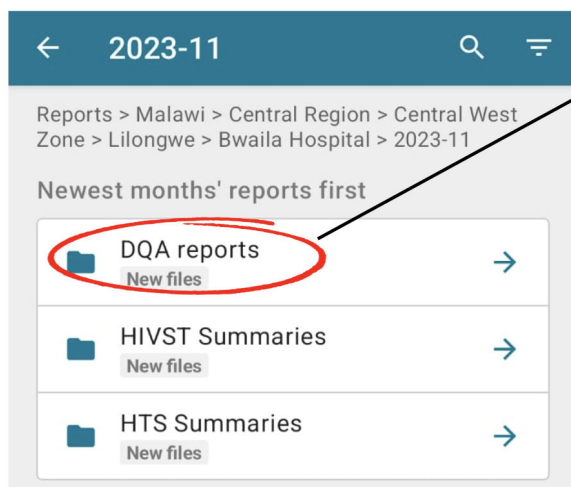 2023-11
Reports > Malawi > Central Region > Central West
Zone > Lilongwe > Bwaila Hospital > 2023-11
Newest months' reports first
DQA reports
New files
HIVST Summaries
New files
HTS Summaries
New files